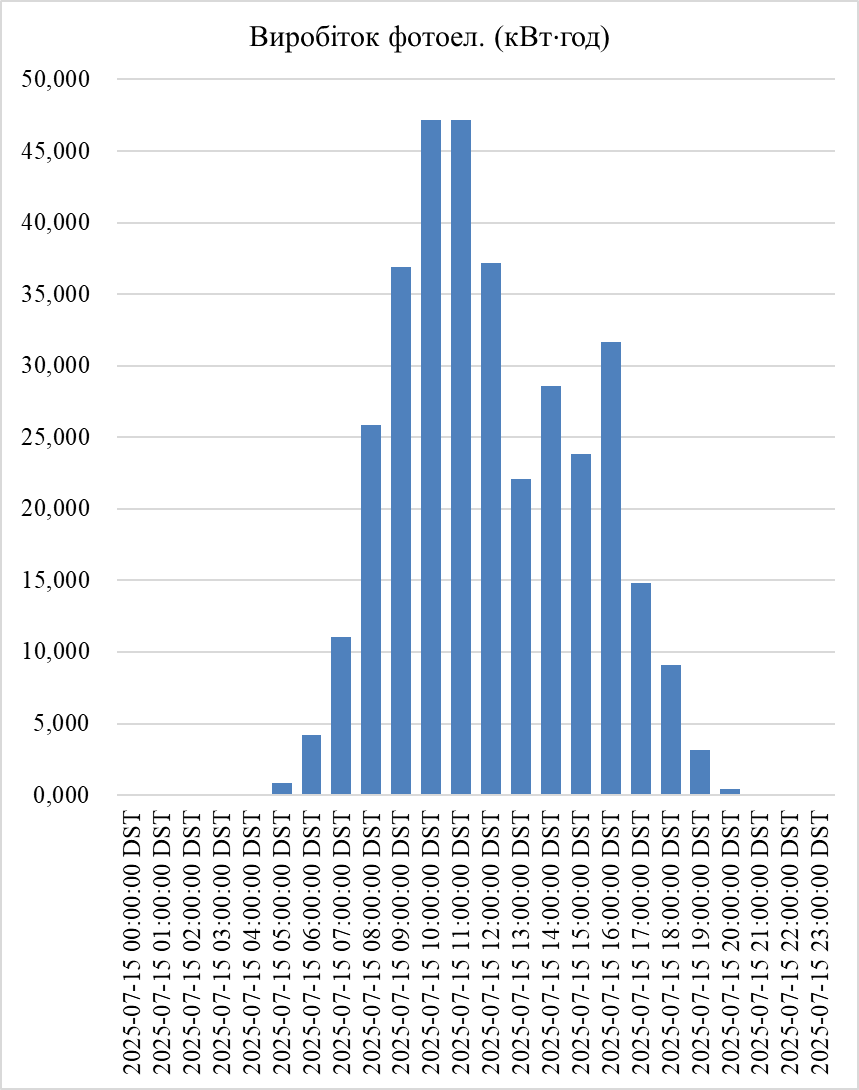 Виробіток фотоел. (кВт·год)
50,000
45,000
40,000
35,000
30,000
25,000
20,000
15,000
10,000
5,000
0,000
2025-07-15 00:00:00 DST
2025-07-15 01:00:00 DST
2025-07-15 02:00:00 DST
2025-07-15 03:00:00 DST
2025-07-15 04:00:00 DST
2025-07-15 05:00:00 DST
2025-07-15 06:00:00 DST
2025-07-15 07:00:00 DST
2025-07-15 08:00:00 DST
2025-07-15 09:00:00 DST
2025-07-15 10:00:00 DST
2025-07-15 11:00:00 DST
2025-07-15 12:00:00 DST
2025-07-15 13:00:00 DST
2025-07-15 14:00:00 DST
2025-07-15 15:00:00 DST
2025-07-15 16:00:00 DST
2025-07-15 17:00:00 DST
2025-07-15 18:00:00 DST
2025-07-15 19:00:00 DST
2025-07-15 20:00:00 DST
2025-07-15 21:00:00 DST
2025-07-15 22:00:00 DST
2025-07-15 23:00:00 DST